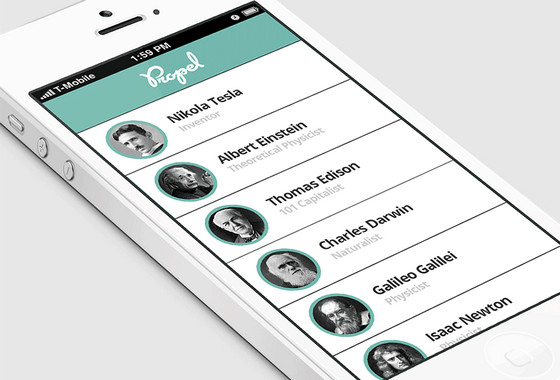 T-Mobile 1:59 PM
Propel
Nikola Tesla
Inventor
Albert Einstein
Theoretical Physicist
Thomas Edison
101 Capitalist
Charles Darwin
Naturalist
Galileo Galilei
Physicist
Isaac Newton